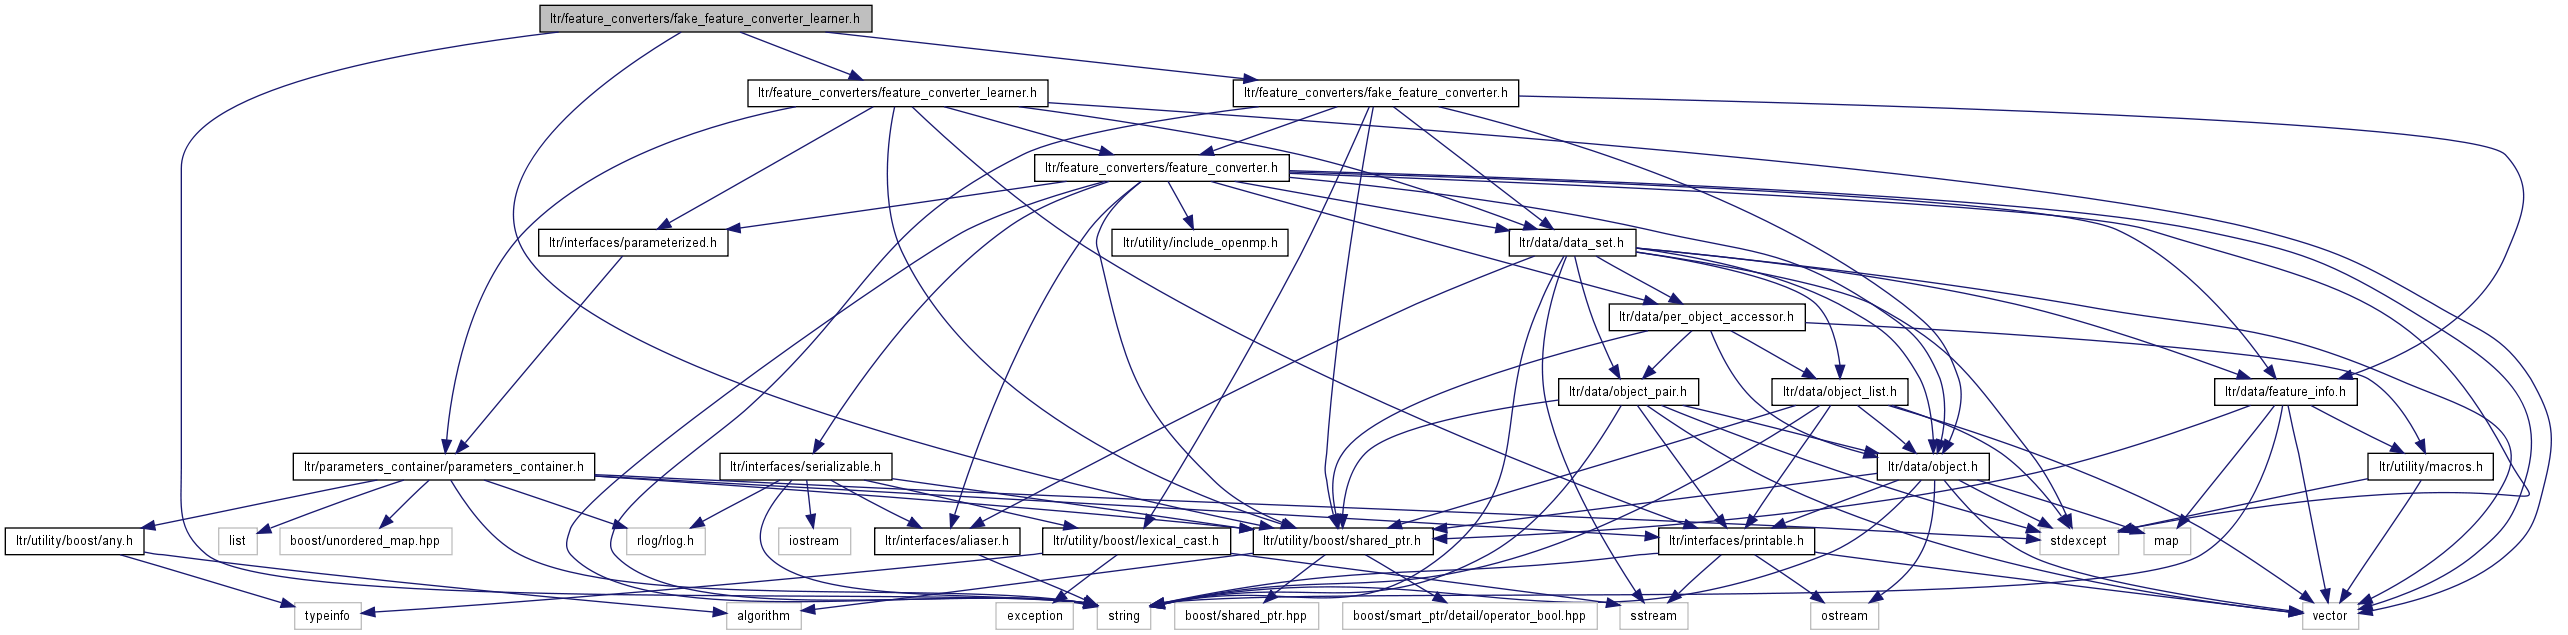 ltr/feature_converters/fake_feature_converter_learner.h
ltr/feature_converters/feature_converter_learner.h
ltr/feature_converters/fake_feature_converter.h
ltr/feature_converters/feature_converter.h
ltr/interfaces/parameterized.h
ltr/utility/include_openmp.h
ltr/data/data_set.h
ltr/data/per_object_accessor.h
ltr/data/object_pair.h
ltr/data/object_list.h
ltr/data/feature_info.h
ltr/parameters_container/parameters_container.h
ltr/interfaces/serializable.h
ltr/data/object.h
ltr/utility/macros.h
ltr/utility/boost/any.h
list
boost/unordered_map.hpp
rlog/rlog.h
iostream
ltr/interfaces/aliaser.h
ltr/utility/boost/lexical_cast.h
ltr/utility/boost/shared_ptr.h
ltr/interfaces/printable.h
stdexcept
map
typeinfo
algorithm
exception
string
boost/shared_ptr.hpp
boost/smart_ptr/detail/operator_bool.hpp
sstream
ostream
vector